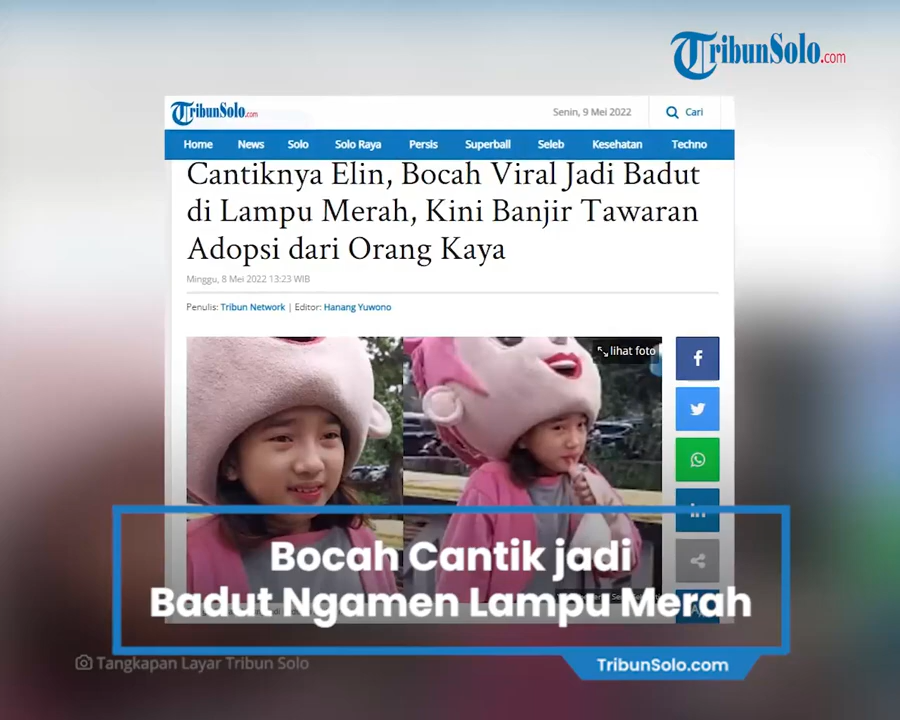 TribunSolo.com
TribunSolo.com
Senin, 9 Mei 2022
Cari
Home News Solo Solo Raya Persis Superball Seleb Kesehatan Techno
Cantiknya Elin, Bocah Viral Jadi Badut
di Lampu Merah, Kini Banjir Tawaran
Adopsi dari Orang Kaya
Minggu, 8 Mei 2022 13:23 WIB
Penulis: Tribun Network | Editor: Hanang Yuwono
lihat foto
Bocah Cantik jadi
Badut Ngamen Lampu Merah
Tangkapan Layar Tribun Solo
TribunSolo.com